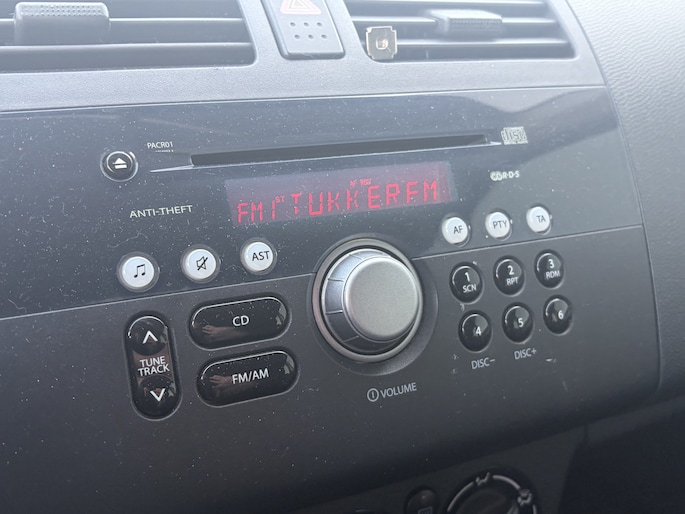 PACR01
ANTI-THEFT
FM1 ST TUKKERFM
R·D·S
AF
PTY
TA
AST
CD
FM/AM
TUNE
TRACK
VOLUME
1
SCN
2
RPT
3
RDM
4
5
6
DISC-
DISC+